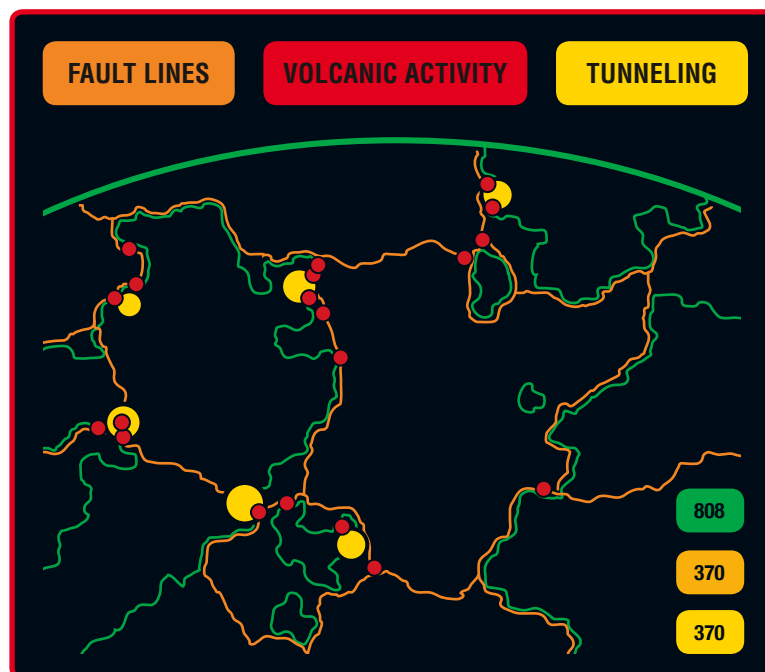 FAULT LINES
VOLCANIC ACTIVITY
TUNNELING
808
370
370